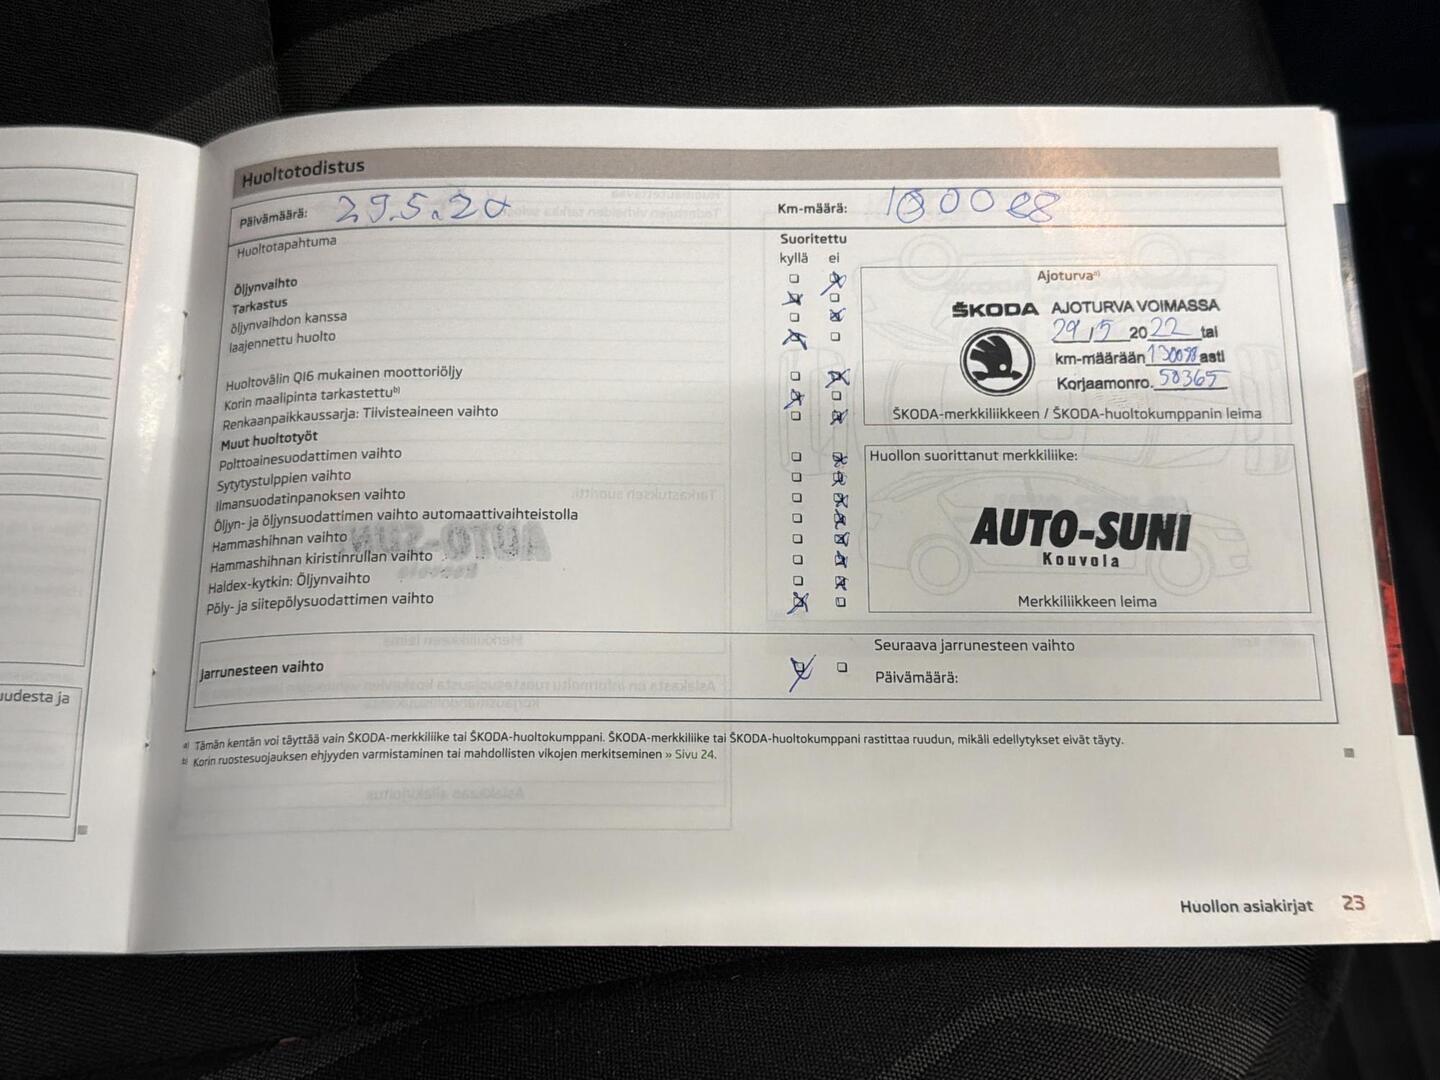 Huoltotodistus
Päivämäärä: 29.5.20
Km-määrä: 100098
Huoltotapahtuma
Suoritettu
kyllä ei
Öljynvaihto
Tarkastus
öljynvaihdon kanssa
laajennettu huolto
Huoltovälin QI6 mukainen moottoriöljy
Korin maalipinta tarkastettu b)
Renkaanpaikkaussarja: Tiivisteaineen vaihto
Muut huoltotyöt
Polttoainesuodattimen vaihto
Sytytystulppien vaihto
Ilmansuodatinpanoksen vaihto
Öljyn- ja öljynsuodattimen vaihto automaattivaihteistolla
Hammashihnan vaihto
Hammashihnan kiristinrullan vaihto
Haldex-kytkin: Öljynvaihto
Pöly- ja siitepölysuodattimen vaihto
Ajoturva a)
ŠKODA AJOTURVA VOIMASSA
29/5 2022 tai
km-määrään 130098 asti
Korjaamonro. 58365
ŠKODA-merkkiliikkeen / ŠKODA-huoltokumppanin leima
Huollon suorittanut merkkiliike:
AUTO-SUNI
Kouvola
Merkkiliikkeen leima
Jarrunesteen vaihto
Seuraava jarrunesteen vaihto
Päivämäärä:
a) Tämän kentän voi täyttää vain ŠKODA-merkkiliike tai ŠKODA-huoltokumppani. ŠKODA-merkkiliike tai ŠKODA-huoltokumppani rastittaa ruudun, mikäli edellytykset eivät täyty.
b) Korin ruostesuojauksen ehjyyden varmistaminen tai mahdollisten vikojen merkitseminen » Sivu 24.
Huollon asiakirjat 23
udesta ja